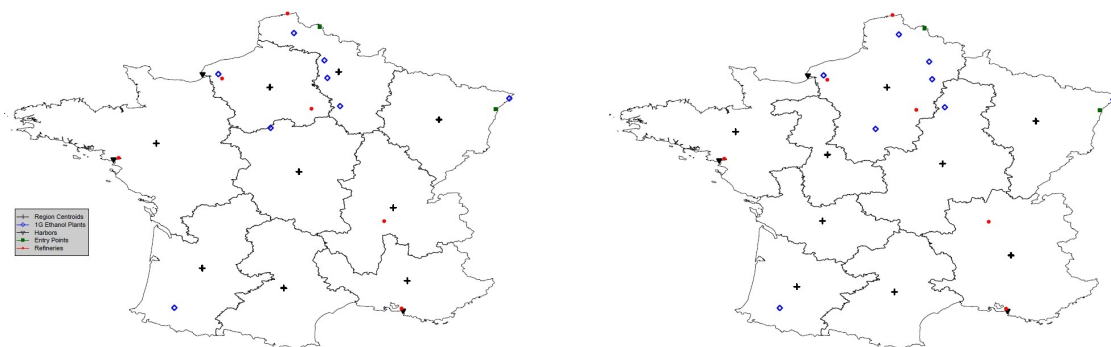 Region Centroids
1G Ethanol Plants
Harbors
Entry Points
Refineries